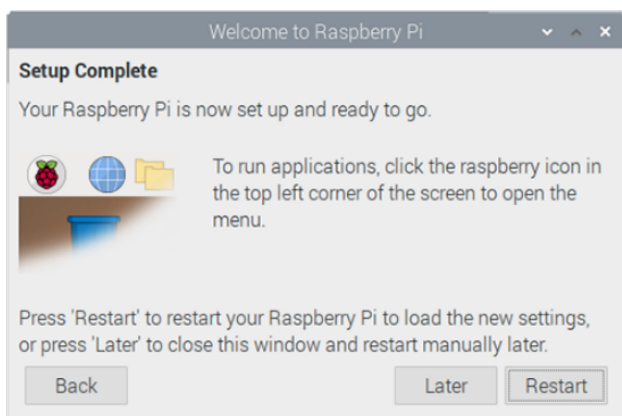 Welcome to Raspberry Pi
Setup Complete
Your Raspberry Pi is now set up and ready to go.
To run applications, click the raspberry icon in
the top left corner of the screen to open the
menu.
Press 'Restart' to restart your Raspberry Pi to load the new settings,
or press 'Later' to close this window and restart manually later.
Back Later Restart